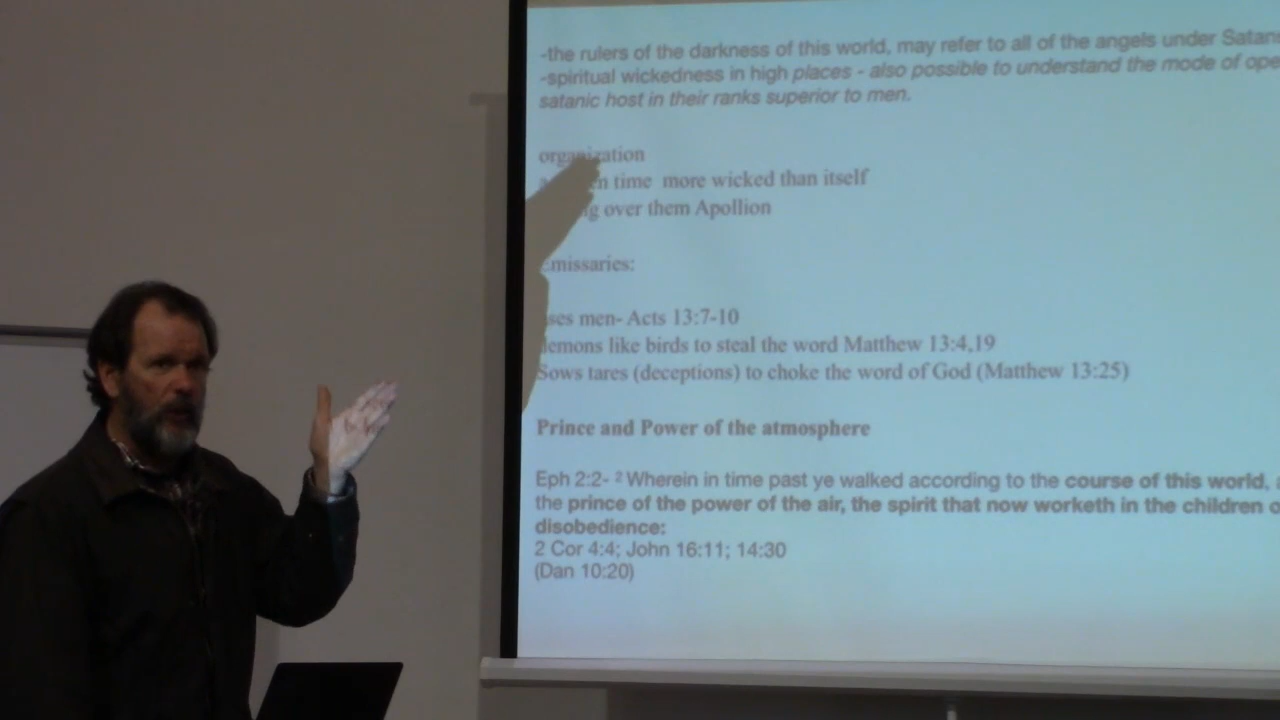 -the rulers of the darkness of this world, may refer to all of the angels under Satans
-spiritual wickedness in high places - also possible to understand the mode of ope
satanic host in their ranks superior to men.
organization
time more wicked than itself
over them Apollion
missaries:
ses men- Acts 13:7-10
emons like birds to steal the word Matthew 13:4,19
Sows tares (deceptions) to choke the word of God (Matthew 13:25)
Prince and Power of the atmosphere
Eph 2:2- ² Wherein in time past ye walked according to the course of this world,
the prince of the power of the air, the spirit that now worketh in the children o
disobedience:
2 Cor 4:4; John 16:11; 14:30
(Dan 10:20)